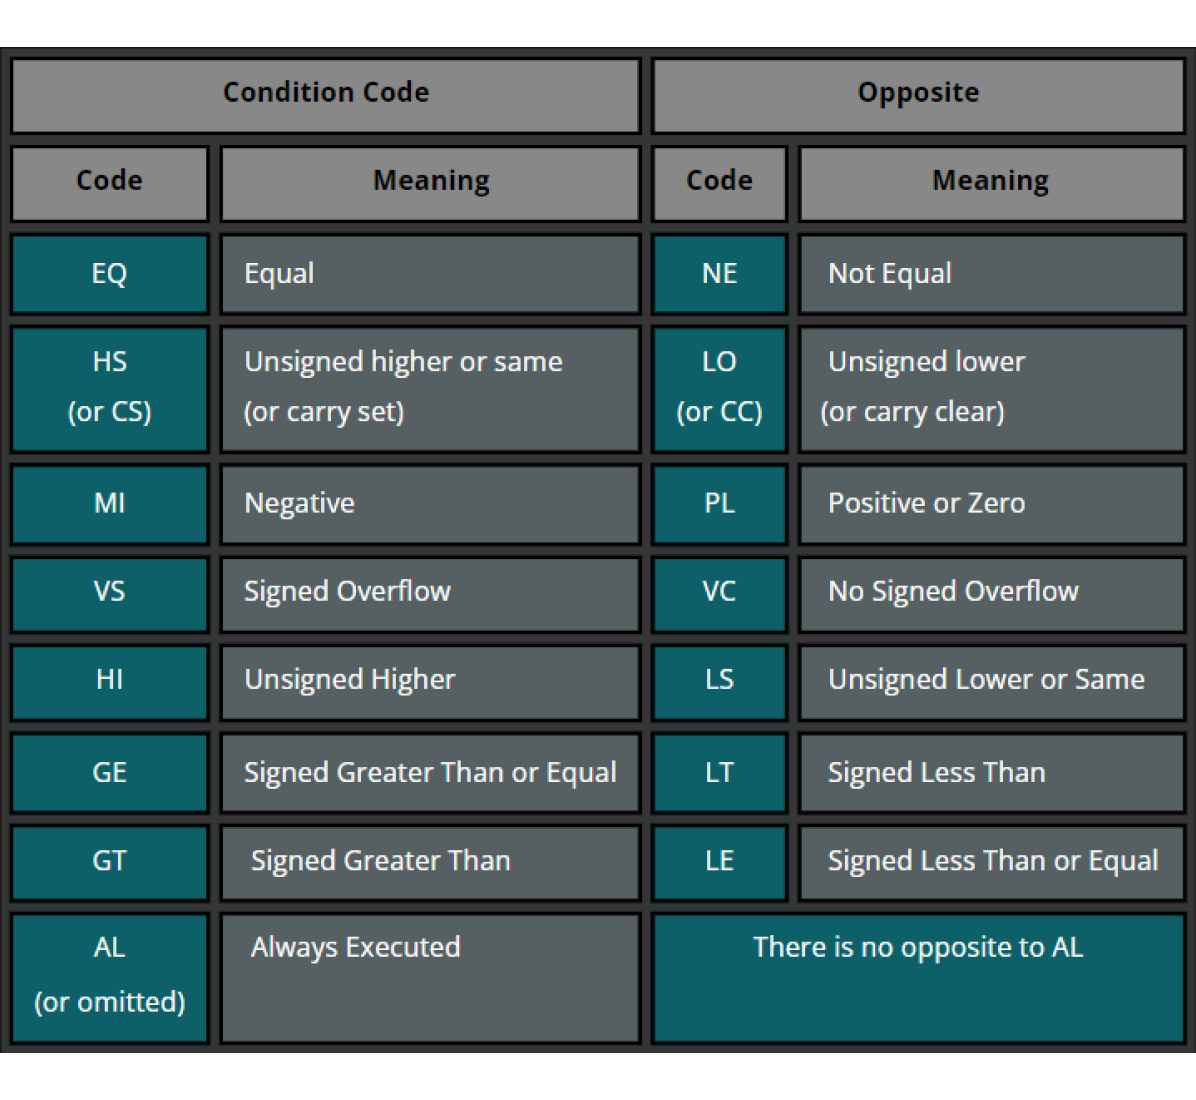 Condition Code Opposite
Code Meaning Code Meaning
EQ Equal NE Not Equal
HS Unsigned higher or same LO Unsigned lower
(or CS) (or carry set) (or CC) (or carry clear)
MI Negative PL Positive or Zero
VS Signed Overflow VC No Signed Overflow
HI Unsigned Higher LS Unsigned Lower or Same
GE Signed Greater Than or Equal LT Signed Less Than
GT Signed Greater Than LE Signed Less Than or Equal
AL Always Executed There is no opposite to AL
(or omitted)